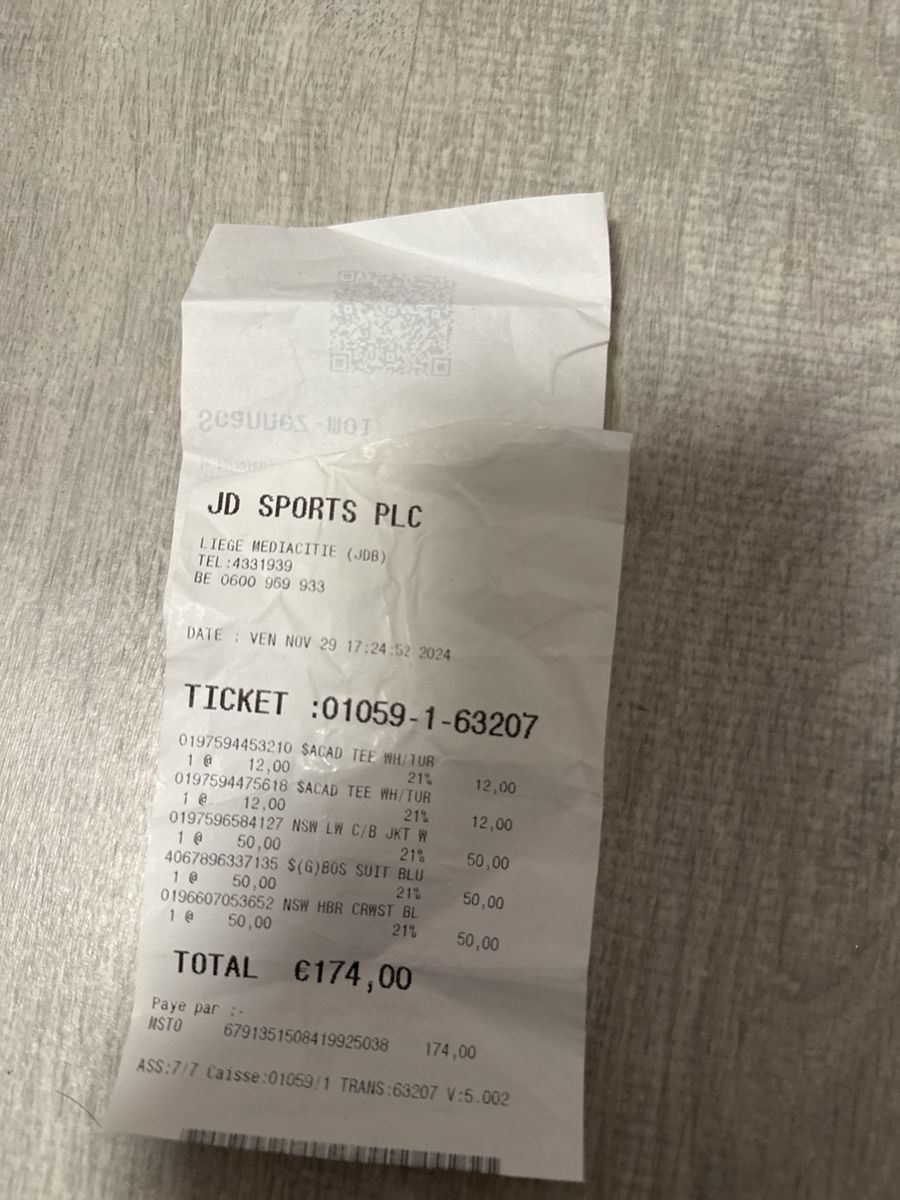 Scannez-moi
JD SPORTS PLC
LIEGE MEDIACITIE (JDB)
TEL:4331939
BE 0600 969 933
DATE : VEN NOV 29 17:24:52 2024
TICKET :01059-1-63207
0197594453210 $ACAD TEE WH/TUR
1 @ 12,00 21% 12,00
0197594475618 $ACAD TEE WH/TUR
1 @ 12,00 21% 12,00
0197596584127 NSW LW C/B JKT W
1 @ 50,00 21% 50,00
4067896337135 $(G)BOS SUIT BLU
1 @ 50,00 21% 50,00
0196607053652 NSW HBR CRWST BL
1 @ 50,00 21% 50,00
TOTAL €174,00
Paye par :-
MSTO 6791351508419925038 174,00
ASS:7/7 Caisse:01059/1 TRANS:63207 V:5.002